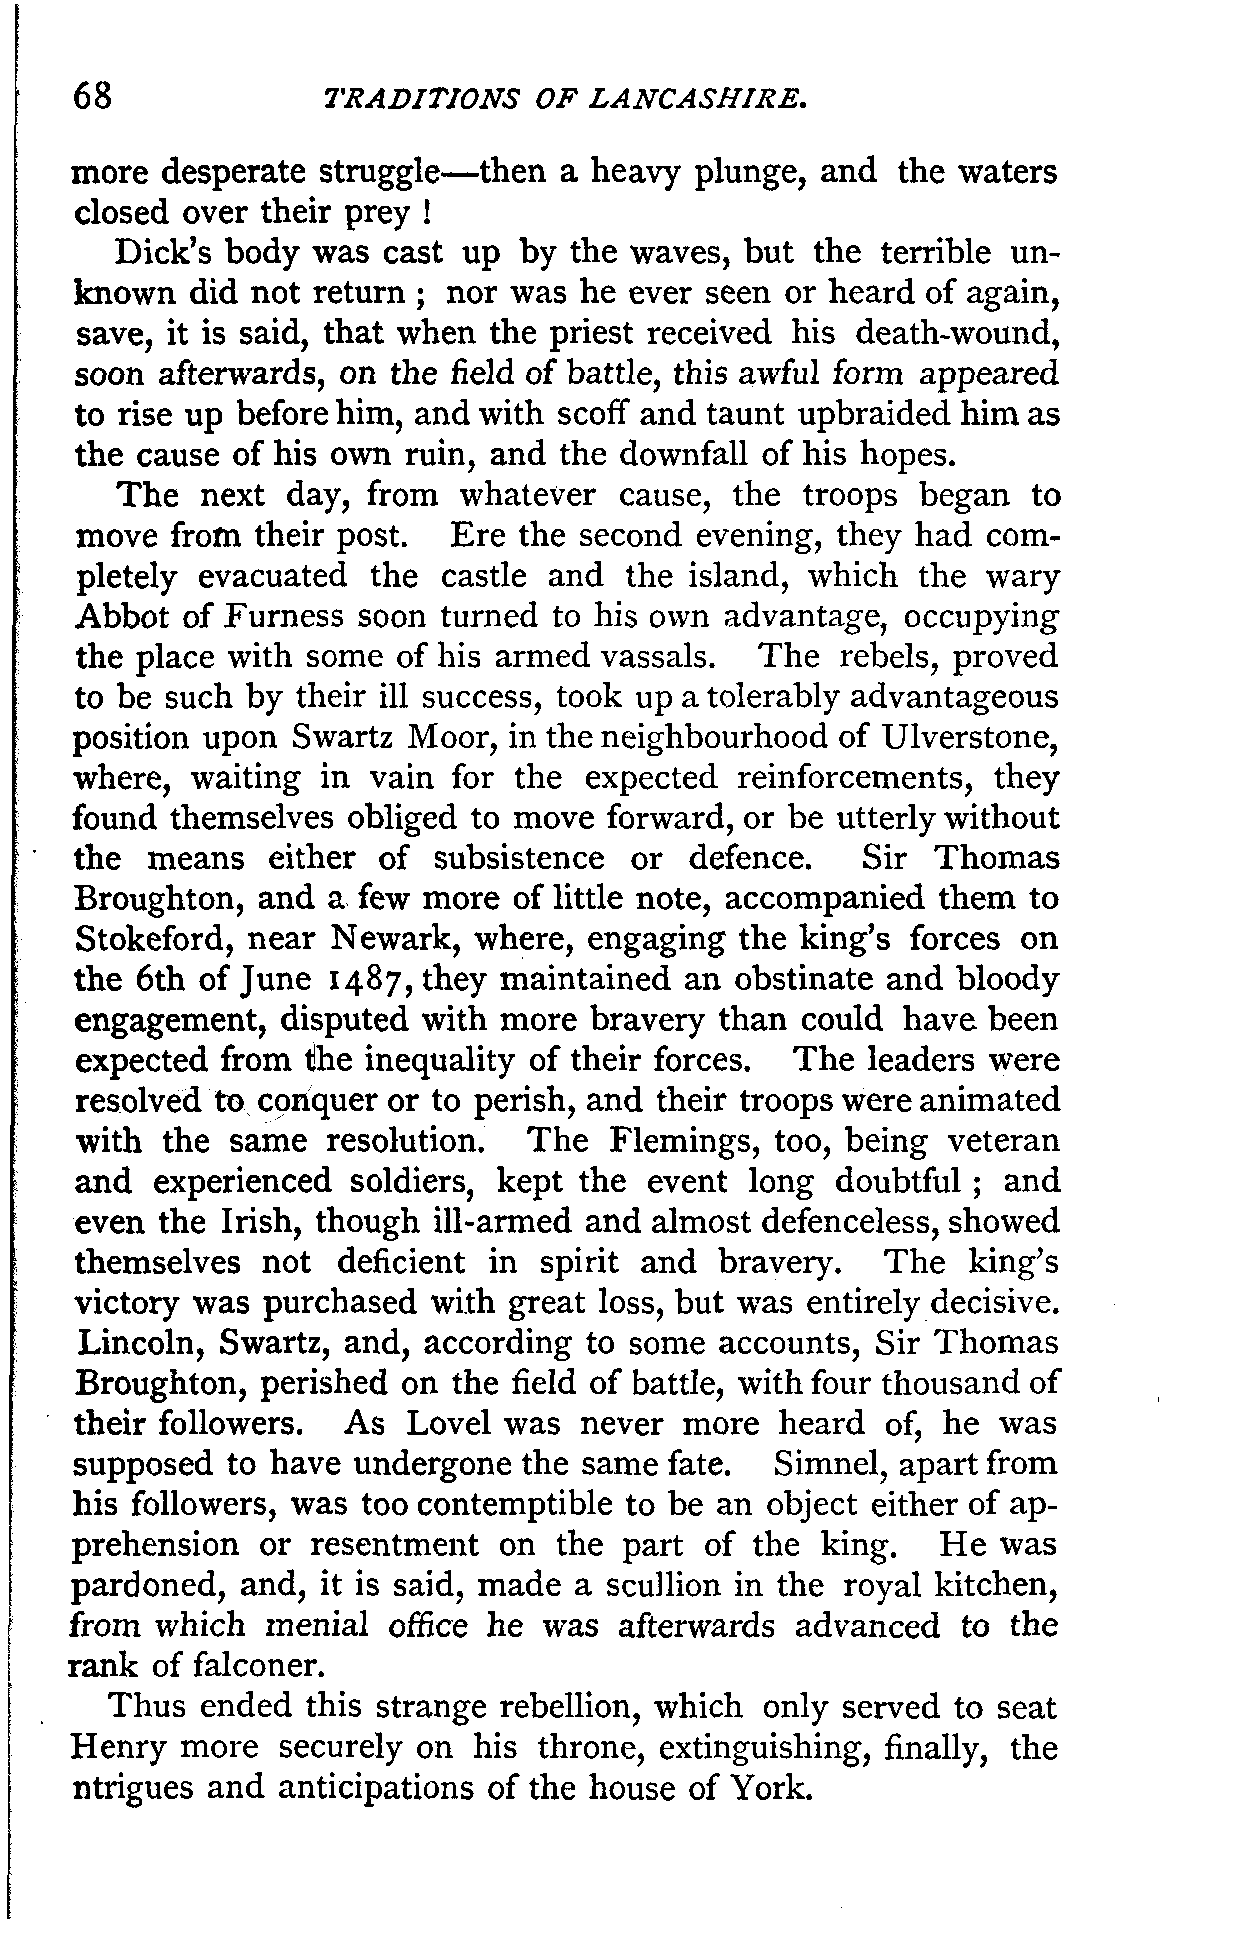 68 TRADITIONS OF LANCASHIRE.
more desperate struggle—then a heavy plunge, and the waters
closed over their prey !
Dick's body was cast up by the waves, but the terrible un-
known did not return ; nor was he ever seen or heard of again,
save, it is said, that when the priest received his death-wound,
soon afterwards, on the field of battle, this awful form appeared
to rise up before him, and with scoff and taunt upbraided him as
the cause of his own ruin, and the downfall of his hopes.
The next day, from whatever cause, the troops began to
move from their post. Ere the second evening, they had com-
pletely evacuated the castle and the island, which the wary
Abbot of Furness soon turned to his own advantage, occupying
the place with some of his armed vassals. The rebels, proved
to be such by their ill success, took up a tolerably advantageous
position upon Swartz Moor, in the neighbourhood of Ulverstone,
where, waiting in vain for the expected reinforcements, they
found themselves obliged to move forward, or be utterly without
the means either of subsistence or defence. Sir Thomas
Broughton, and a few more of little note, accompanied them to
Stokeford, near Newark, where, engaging the king's forces on
the 6th of June 1487, they maintained an obstinate and bloody
engagement, disputed with more bravery than could have been
expected from the inequality of their forces. The leaders were
resolved to conquer or to perish, and their troops were animated
with the same resolution. The Flemings, too, being veteran
and experienced soldiers, kept the event long doubtful ; and
even the Irish, though ill-armed and almost defenceless, showed
themselves not deficient in spirit and bravery. The king's
victory was purchased with great loss, but was entirely decisive.
Lincoln, Swartz, and, according to some accounts, Sir Thomas
Broughton, perished on the field of battle, with four thousand of
their followers. As Lovel was never more heard of, he was
supposed to have undergone the same fate. Simnel, apart from
his followers, was too contemptible to be an object either of ap-
prehension or resentment on the part of the king. He was
pardoned, and, it is said, made a scullion in the royal kitchen,
from which menial office he was afterwards advanced to the
rank of falconer.
Thus ended this strange rebellion, which only served to seat
Henry more securely on his throne, extinguishing, finally, the
ntrigues and anticipations of the house of York.